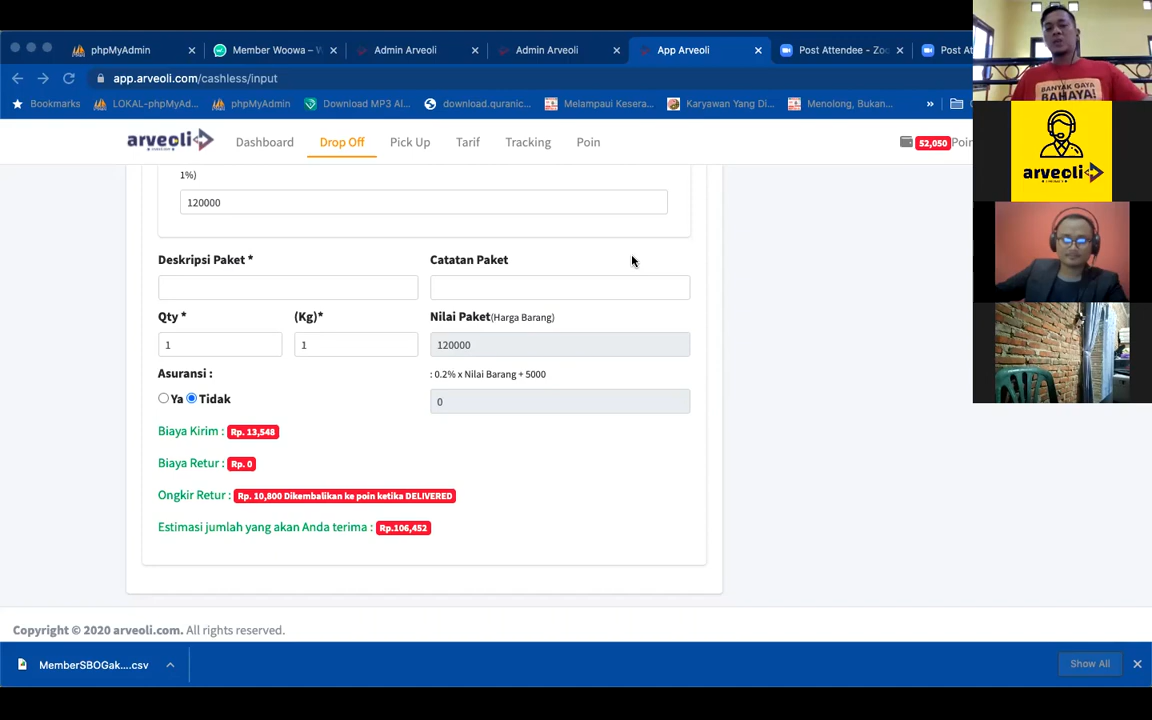 phpMyAdmin
Member Woowa – W
Admin Arveoli
Admin Arveoli
App Arveoli
Post Attendee - Zoo
Post At
app.arveoli.com/cashless/input
Bookmarks
LOKAL-phpMyAd...
phpMyAdmin
Download MP3 Al...
download.quranic...
Melampaui Kesera...
Karyawan Yang Di...
Menolong, Bukan...
»
arveoli
Dashboard
Drop Off
Pick Up
Tarif
Tracking
Poin
52,050
Poin
1%)
120000
Deskripsi Paket *
Catatan Paket
Qty *
(Kg)*
Nilai Paket(Harga Barang)
1
1
120000
Asuransi :
: 0.2% x Nilai Barang + 5000
Ya
Tidak
0
Biaya Kirim : Rp. 13,548
Biaya Retur : Rp. 0
Ongkir Retur : Rp. 10,800 Dikembalikan ke poin ketika DELIVERED
Estimasi jumlah yang akan Anda terima : Rp.106,452
Copyright © 2020 arveoli.com. All rights reserved.
MemberSBOGak....csv
Show All
BANYAK GAYA
BAHAYA!
arveoli